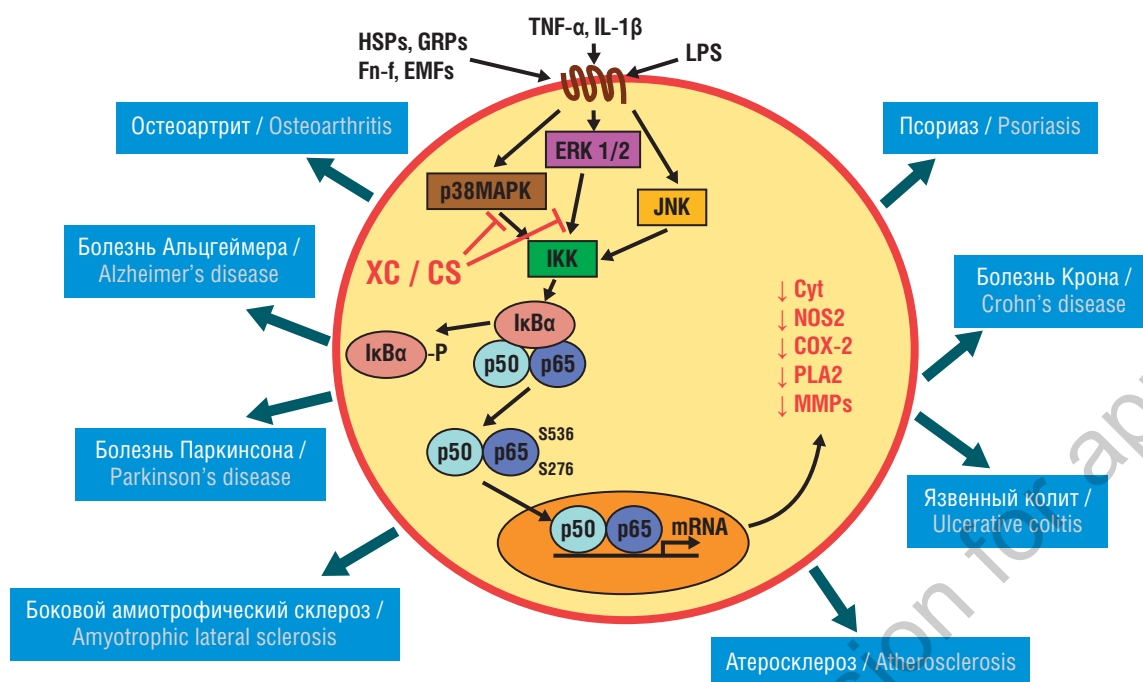 TNF-α, IL-1β
HSPs, GRPs
Fn-f, EMFs
LPS
Остеоартрит / Osteoarthritis
Псориаз / Psoriasis
ERK 1/2
p38MAPK
JNK
IKK
ХС / CS
Болезнь Альцгеймера /
Alzheimer's disease
Болезнь Крона /
Crohn's disease
↓ Cyt
↓ NOS2
↓ COX-2
↓ PLA2
↓ MMPs
IκBα
p50 p65
IκBα -P
Болезнь Паркинсона /
Parkinson's disease
p50 p65 S536
S276
Язвенный колит /
Ulcerative colitis
p50 p65 mRNA
Боковой амиотрофический склероз /
Amyotrophic lateral sclerosis
Атеросклероз / Atherosclerosis